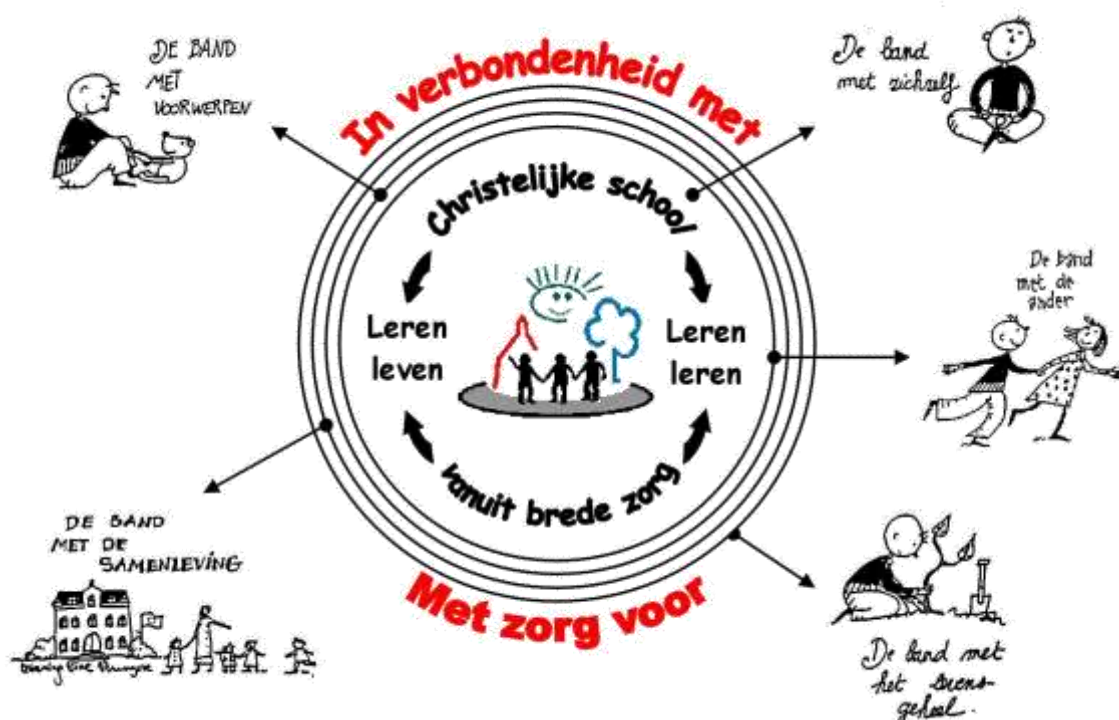 DE BAND
MET
VOORWERPEN
In verbondenheid met
De band
met zichzelf
Christelijke school
De band
met de
ander
Leren
leven
Leren
leren
vanuit brede zorg
DE BAND
MET DE
SAMENLEVING
Met zorg voor
De band met
het
geheel.